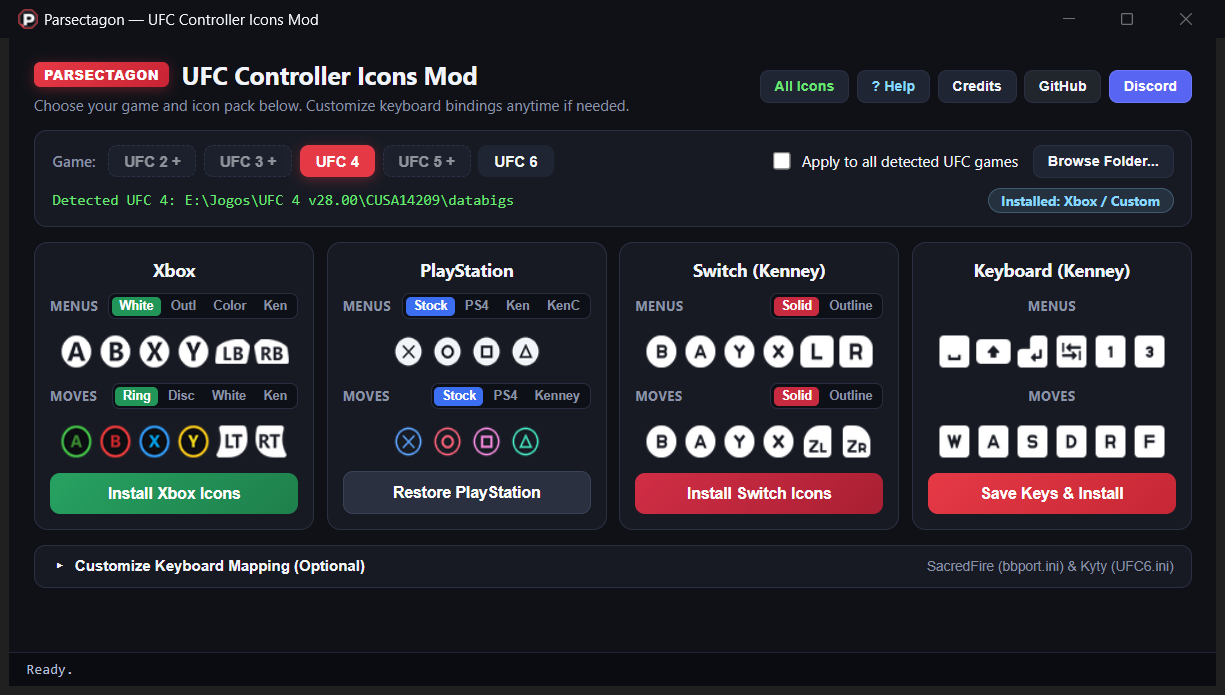 Parsectagon — UFC Controller Icons Mod
PARSECTAGON UFC Controller Icons Mod
All Icons ? Help Credits GitHub Discord
Choose your game and icon pack below. Customize keyboard bindings anytime if needed.
Game: UFC 2 + UFC 3 + UFC 4 UFC 5 + UFC 6 Apply to all detected UFC games Browse Folder...
Detected UFC 4: E:\Jogos\UFC 4 v28.00\CUSA14209\databigs Installed: Xbox / Custom
Xbox
MENUS White Outl Color Ken
A B X Y LB RB
MOVES Ring Disc White Ken
A B X Y LT RT
Install Xbox Icons
PlayStation
MENUS Stock PS4 Ken KenC
MOVES Stock PS4 Kenney
Restore PlayStation
Switch (Kenney)
MENUS Solid Outline
B A Y X L R
MOVES Solid Outline
B A Y X ZL ZR
Install Switch Icons
Keyboard (Kenney)
MENUS
1 3
MOVES
W A S D R F
Save Keys & Install
Customize Keyboard Mapping (Optional) SacredFire (bbport.ini) & Kyty (UFC6.ini)
Ready.